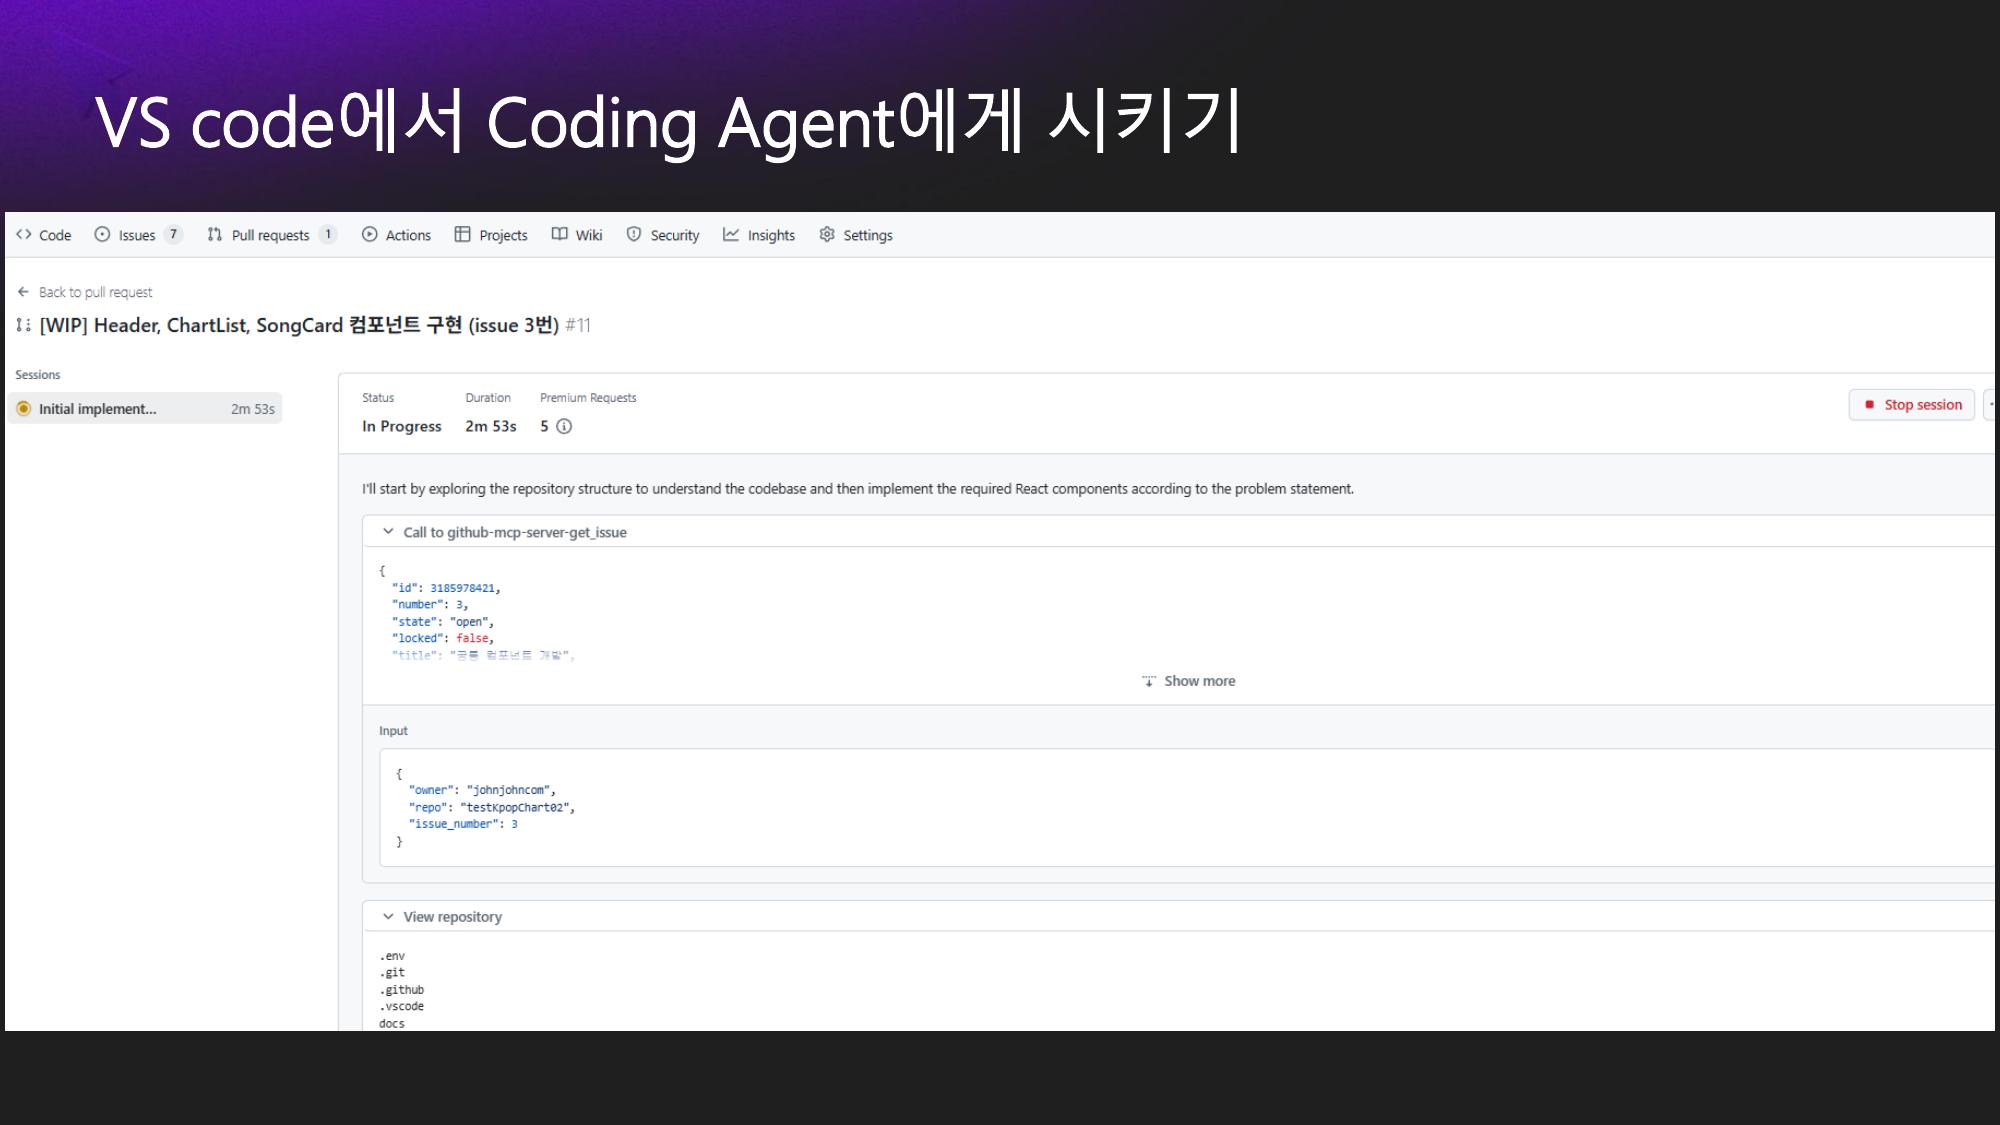 VS code에서 Coding Agent에게 시키기
Code Issues 7 Pull requests 1 Actions Projects Wiki Security Insights Settings
Back to pull request
[WIP] Header, ChartList, SongCard 컴포넌트 구현 (issue 3번) #11
Sessions
Initial implement... 2m 53s
Status Duration Premium Requests
In Progress 2m 53s 5
Stop session
I'll start by exploring the repository structure to understand the codebase and then implement the required React components according to the problem statement.
Call to github-mcp-server-get_issue
{
"id": 3185978421,
"number": 3,
"state": "open",
"locked": false,
"title": "공통 컴포넌트 개발",
Show more
Input
{
"owner": "johnjohncom",
"repo": "testKpopChart02",
"issue_number": 3
}
View repository
.env
.git
.github
.vscode
docs